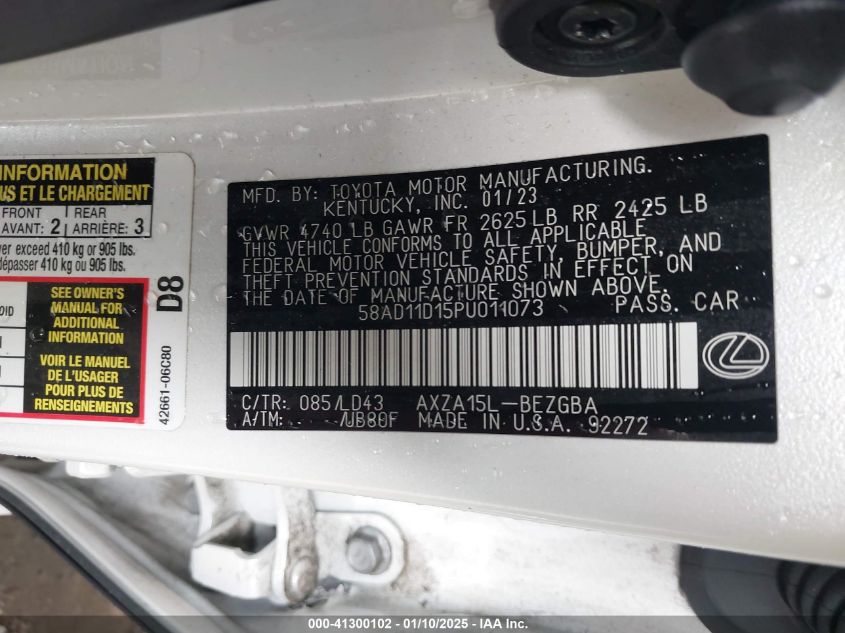 INFORMATION
US ET LE CHARGEMENT
FRONT REAR
AVANT: 2 ARRIÈRE: 3
ver exceed 410 kg or 905 lbs.
dépasser 410 kg ou 905 lbs.
SEE OWNER'S
MANUAL FOR
ADDITIONAL
INFORMATION
VOIR LE MANUEL
DE L'USAGER
POUR PLUS DE
RENSEIGNEMENTS
D8
42661-06C80
MFD. BY: TOYOTA MOTOR MANUFACTURING.
KENTUCKY, INC. 01/23
GVWR 4740 LB GAWR FR 2625 LB RR 2425 LB
THIS VEHICLE CONFORMS TO ALL APPLICABLE
FEDERAL MOTOR VEHICLE SAFETY, BUMPER, AND
THEFT PREVENTION STANDARDS IN EFFECT ON
THE DATE OF MANUFACTURE SHOWN ABOVE.
58AD11D15PU011073 PASS. CAR
C/TR: 085/LD43 AXZA15L-BEZGBA
A/TM: -/UB80F MADE IN U.S.A. 92272
000-41300102 - 01/10/2025 - IAA Inc.